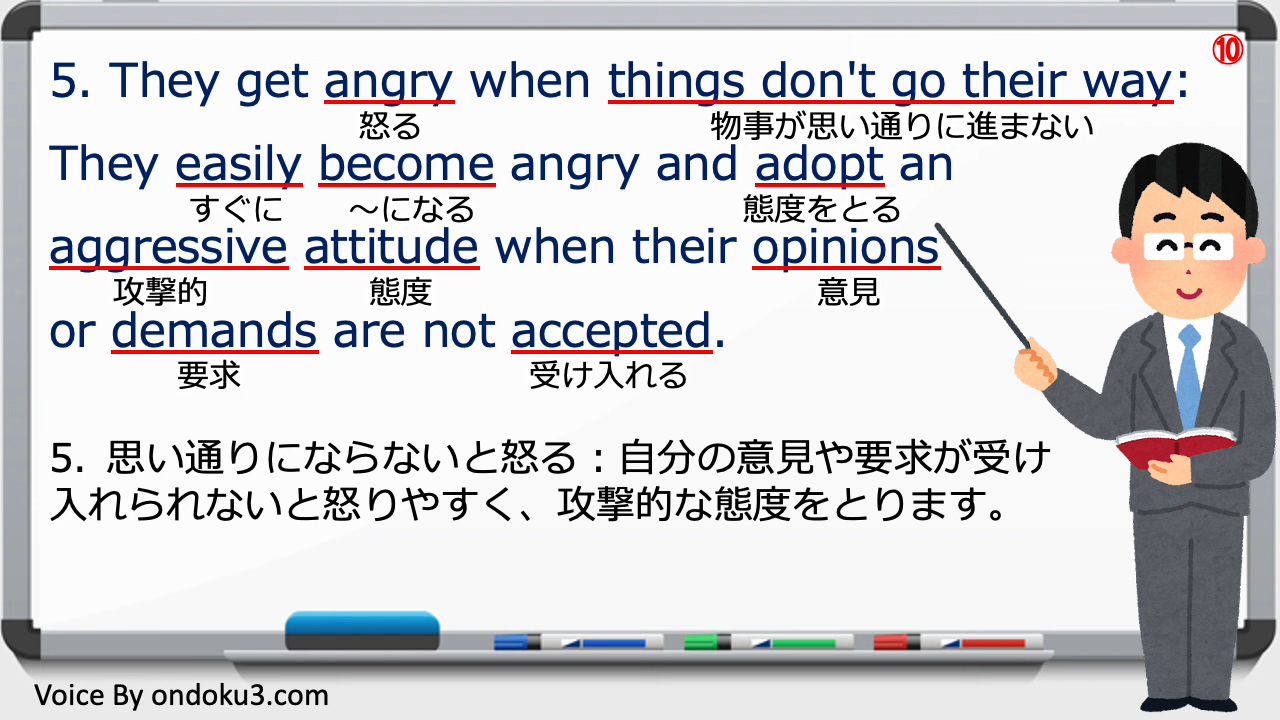 ⑩
5. They get angry when things don't go their way:
怒る 物事が思い通りに進まない
They easily become angry and adopt an
すぐに ～になる 態度をとる
aggressive attitude when their opinions
攻撃的 態度 意見
or demands are not accepted.
要求 受け入れる
5. 思い通りにならないと怒る：自分の意見や要求が受け
入れられないと怒りやすく、攻撃的な態度をとります。
Voice By ondoku3.com